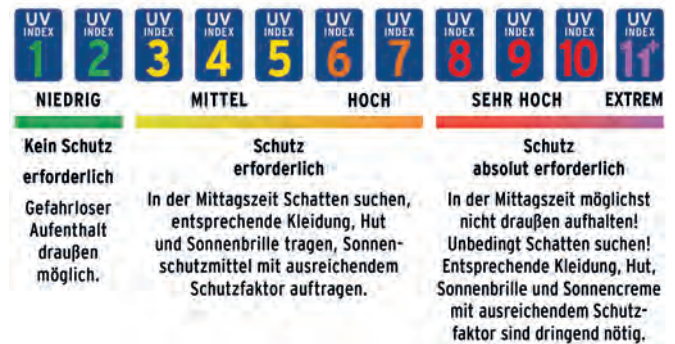 UV INDEX 1
UV INDEX 2
UV INDEX 3
UV INDEX 4
UV INDEX 5
UV INDEX 6
UV INDEX 7
UV INDEX 8
UV INDEX 9
UV INDEX 10
UV INDEX 11+
NIEDRIG
MITTEL
HOCH
SEHR HOCH
EXTREM
Kein Schutz
erforderlich
Gefahrloser
Aufenthalt
draußen
möglich.
Schutz
erforderlich
In der Mittagszeit Schatten suchen,
entsprechende Kleidung, Hut
und Sonnenbrille tragen, Sonnen-
schutzmittel mit ausreichendem
Schutzfaktor auftragen.
Schutz
absolut erforderlich
In der Mittagszeit möglichst
nicht draußen aufhalten!
Unbedingt Schatten suchen!
Entsprechende Kleidung, Hut,
Sonnenbrille und Sonnencreme
mit ausreichendem Schutz-
faktor sind dringend nötig.